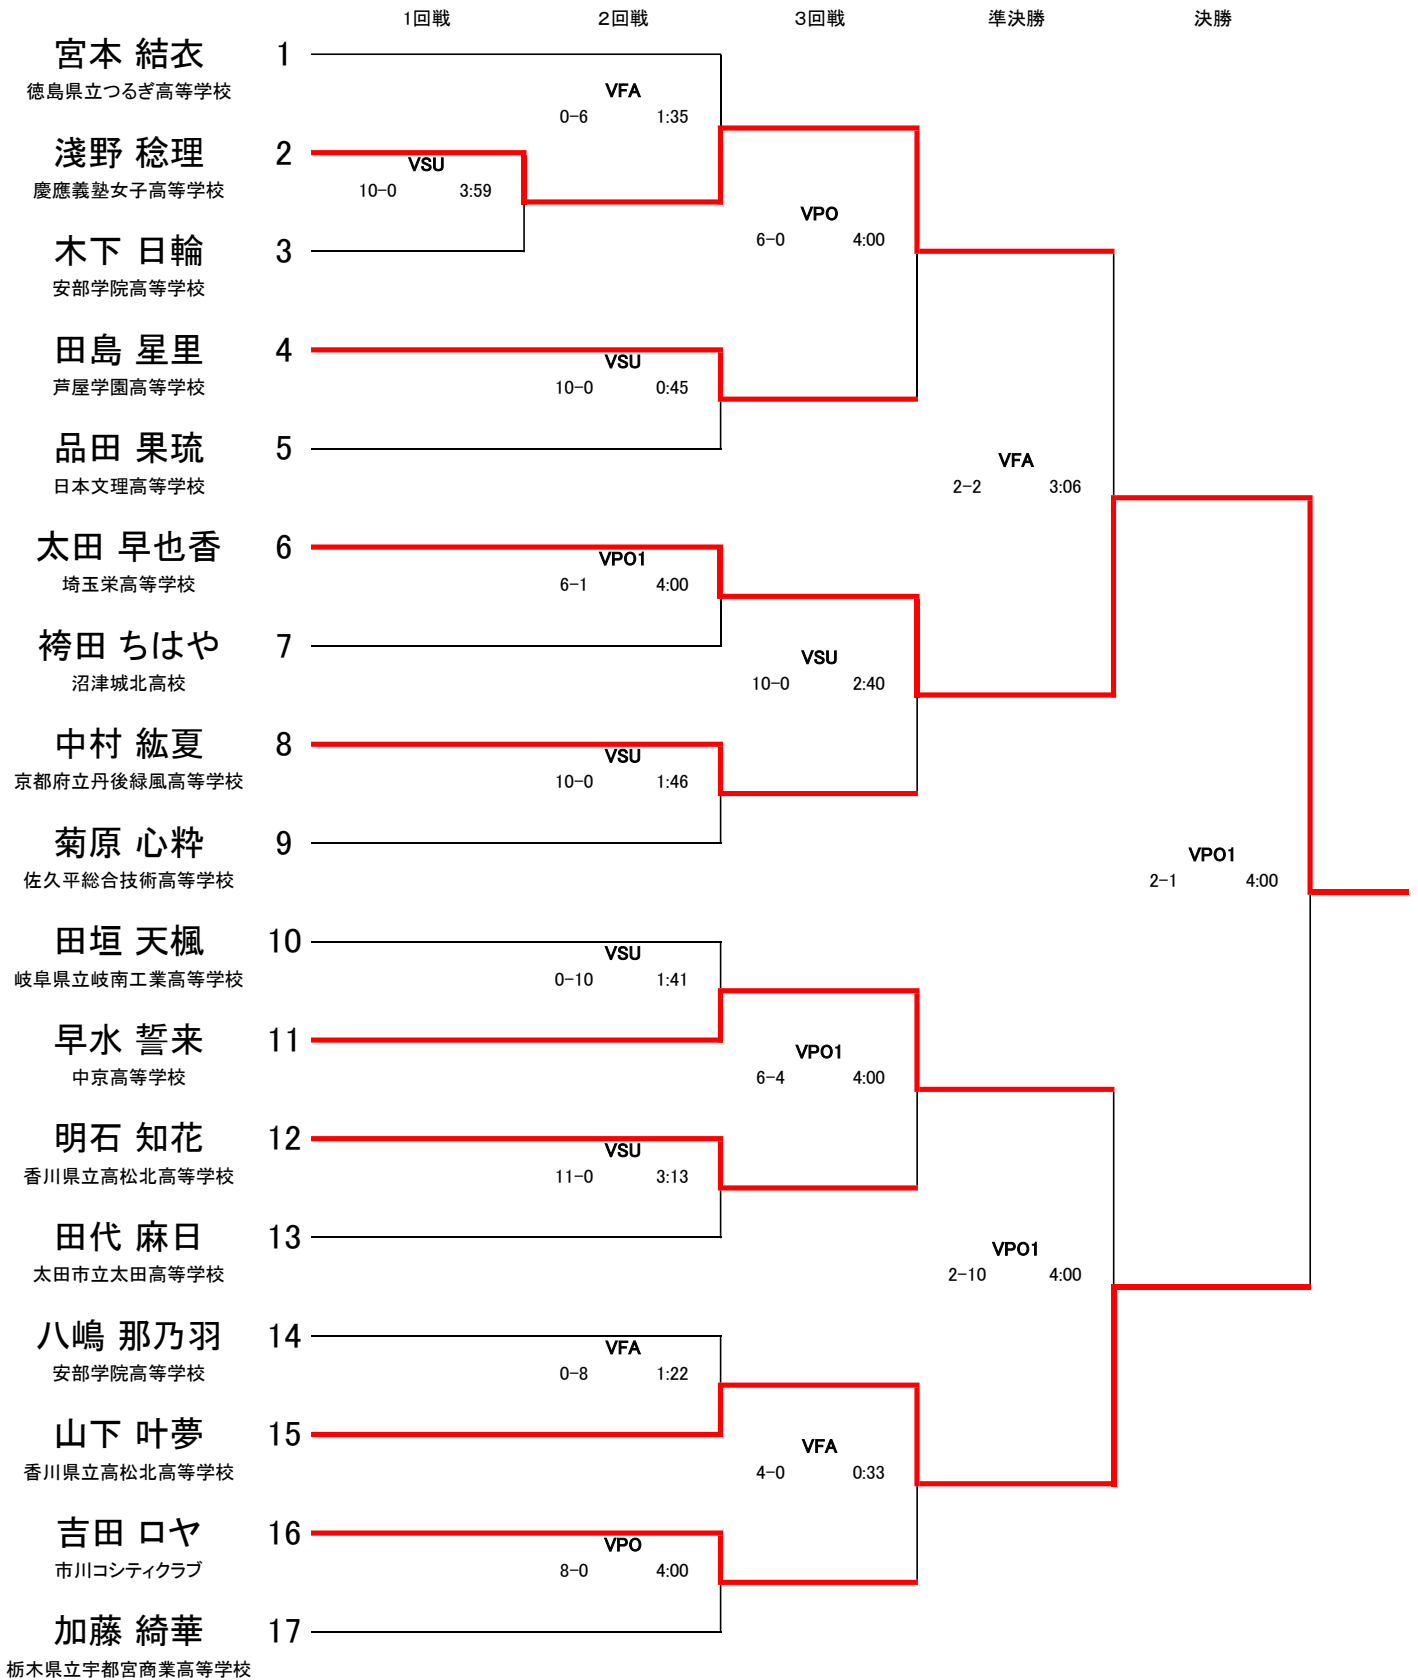 1回戦 2回戦 3回戦 準決勝 決勝
宮本 結衣 1
徳島県立つるぎ高等学校
VFA
0-6 1:35
淺野 稔理 2
慶應義塾女子高等学校
VSU
10-0 3:59
VPO
6-0 4:00
木下 日輪 3
安部学院高等学校
田島 星里 4
芦屋学園高等学校
VSU
10-0 0:45
品田 果琉 5
日本文理高等学校
VFA
2-2 3:06
太田 早也香 6
埼玉栄高等学校
VPO1
6-1 4:00
袴田 ちはや 7
沼津城北高校
VSU
10-0 2:40
中村 紘夏 8
京都府立丹後緑風高等学校
VSU
10-0 1:46
菊原 心粋 9
佐久平総合技術高等学校
VPO1
2-1 4:00
田垣 天楓 10
岐阜県立岐南工業高等学校
VSU
0-10 1:41
早水 誓来 11
中京高等学校
VPO1
6-4 4:00
明石 知花 12
香川県立高松北高等学校
VSU
11-0 3:13
田代 麻日 13
太田市立太田高等学校
VPO1
2-10 4:00
八嶋 那乃羽 14
安部学院高等学校
VFA
0-8 1:22
山下 叶夢 15
香川県立高松北高等学校
VFA
4-0 0:33
吉田 ロヤ 16
市川コシティクラブ
VPO
8-0 4:00
加藤 綺華 17
栃木県立宇都宮商業高等学校